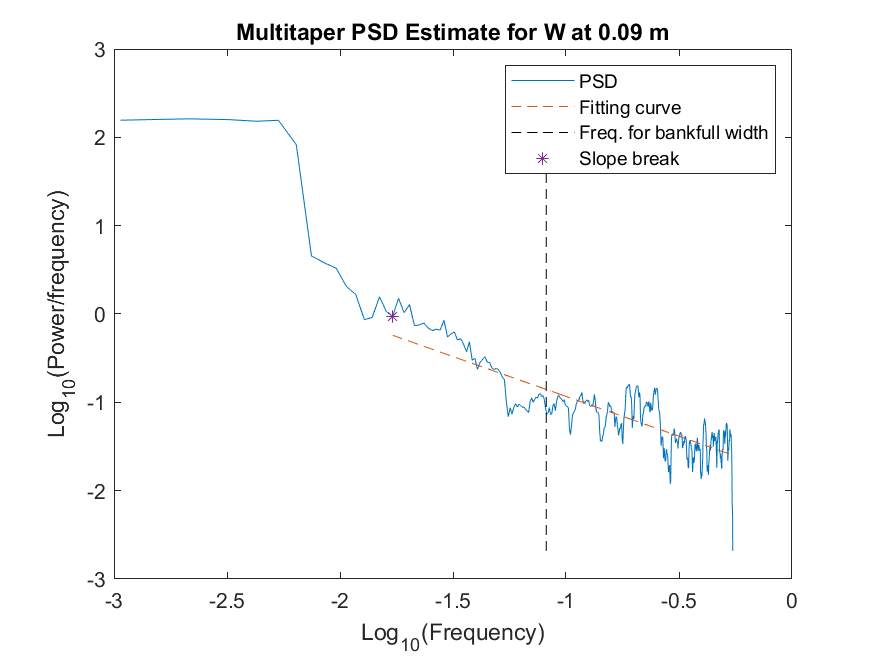 Multitaper PSD Estimate for W at 0.09 m
3
2
1
0
-1
-2
-3
Log10(Power/frequency)
PSD
Fitting curve
Freq. for bankfull width
Slope break
-3
-2.5
-2
-1.5
-1
-0.5
0
Log10(Frequency)